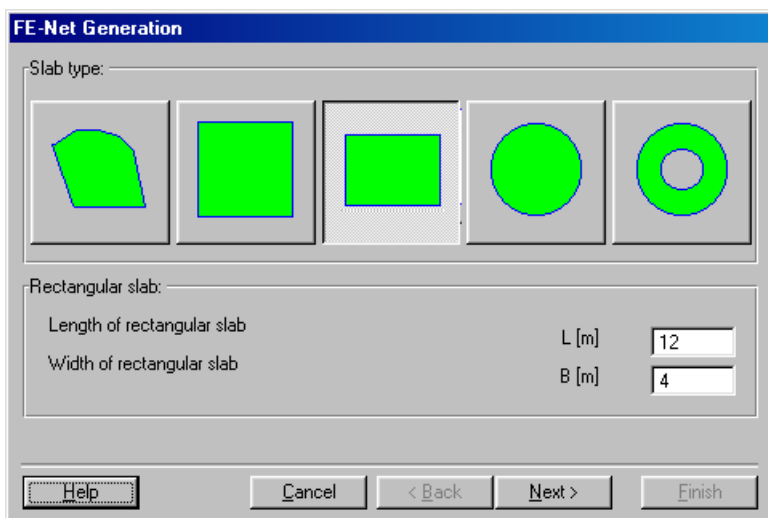 FE-Net Generation
Slab type:
Rectangular slab:
Length of rectangular slab
L [m]
12
Width of rectangular slab
B [m]
4
Help
Cancel
< Back
Next >
Finish